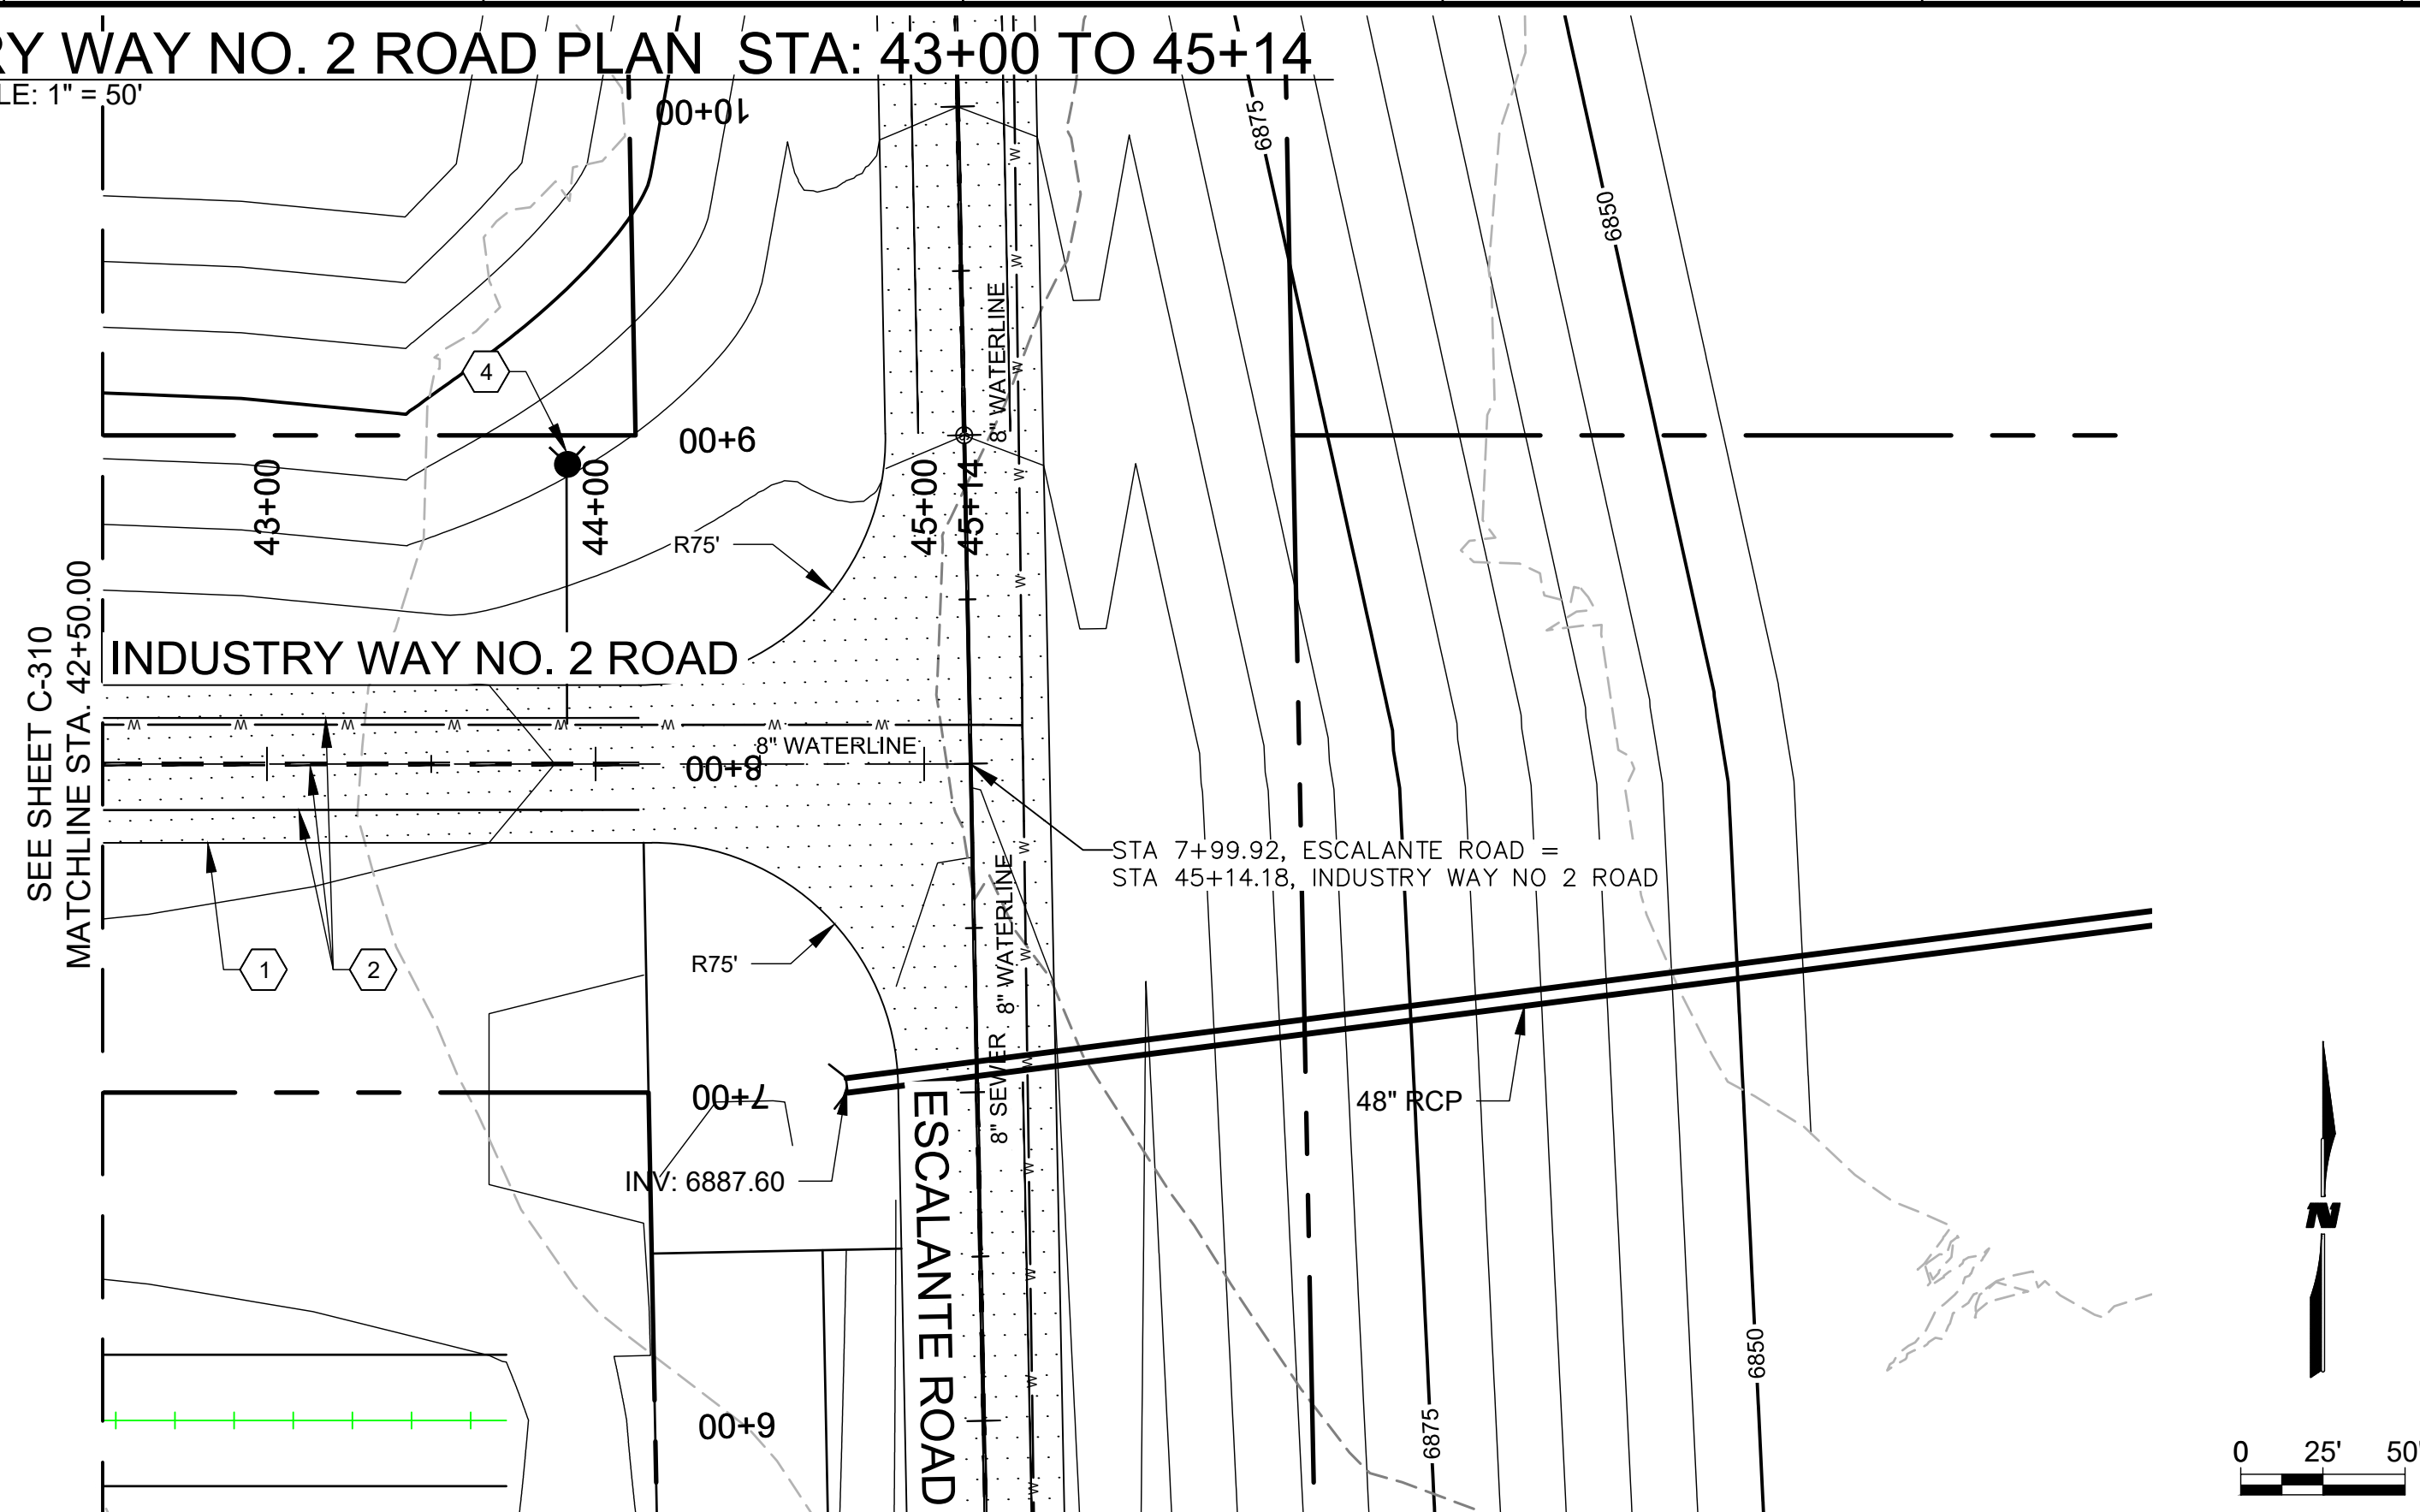 RY WAY NO. 2 ROAD PLAN STA: 43+00 TO 45+14
LE: 1" = 50'
10+00
6875
6850
8" WATERLINE
4
9+00
43+00
44+00
45+00
45+14
R75'
SEE SHEET C-310
MATCHLINE STA. 42+50.00
INDUSTRY WAY NO. 2 ROAD
W W W W W W W W
8" WATERLINE
8+00
STA 7+99.92, ESCALANTE ROAD =
STA 45+14.18, INDUSTRY WAY NO 2 ROAD
8" WATERLINE
1
2
R75'
8" SEWER
7+00
48" RCP
INV: 6887.60
ESCALANTE ROAD
N
6850
6875
6+00
0 25' 50'